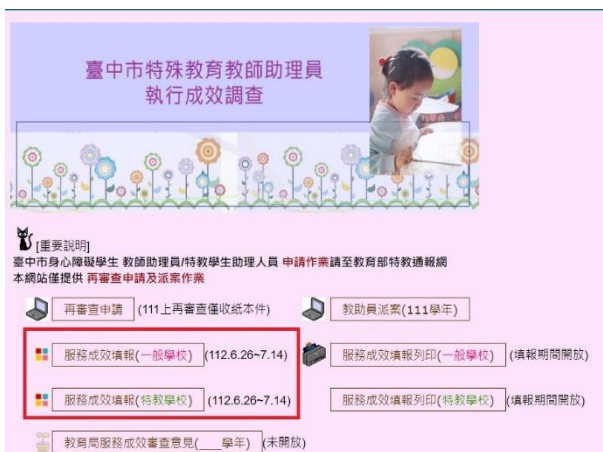 臺中市特殊教育教師助理員
執行成效調查
[重要說明]
臺中市身心障礙學生 教師助理員/特教學生助理人員 申請作業請至教育部特教通報網
本網站僅提供 再審查申請及派案作業
再審查申請 (111上再審查僅收紙本件) 教助員派案(111學年)
服務成效填報(一般學校) (112.6.26~7.14) 服務成效填報列印(一般學校) (填報期間開放)
服務成效填報(特教學校) (112.6.26~7.14) 服務成效填報列印(特教學校) (填報期間開放)
教育局服務成效審查意見(___學年) (未開放)